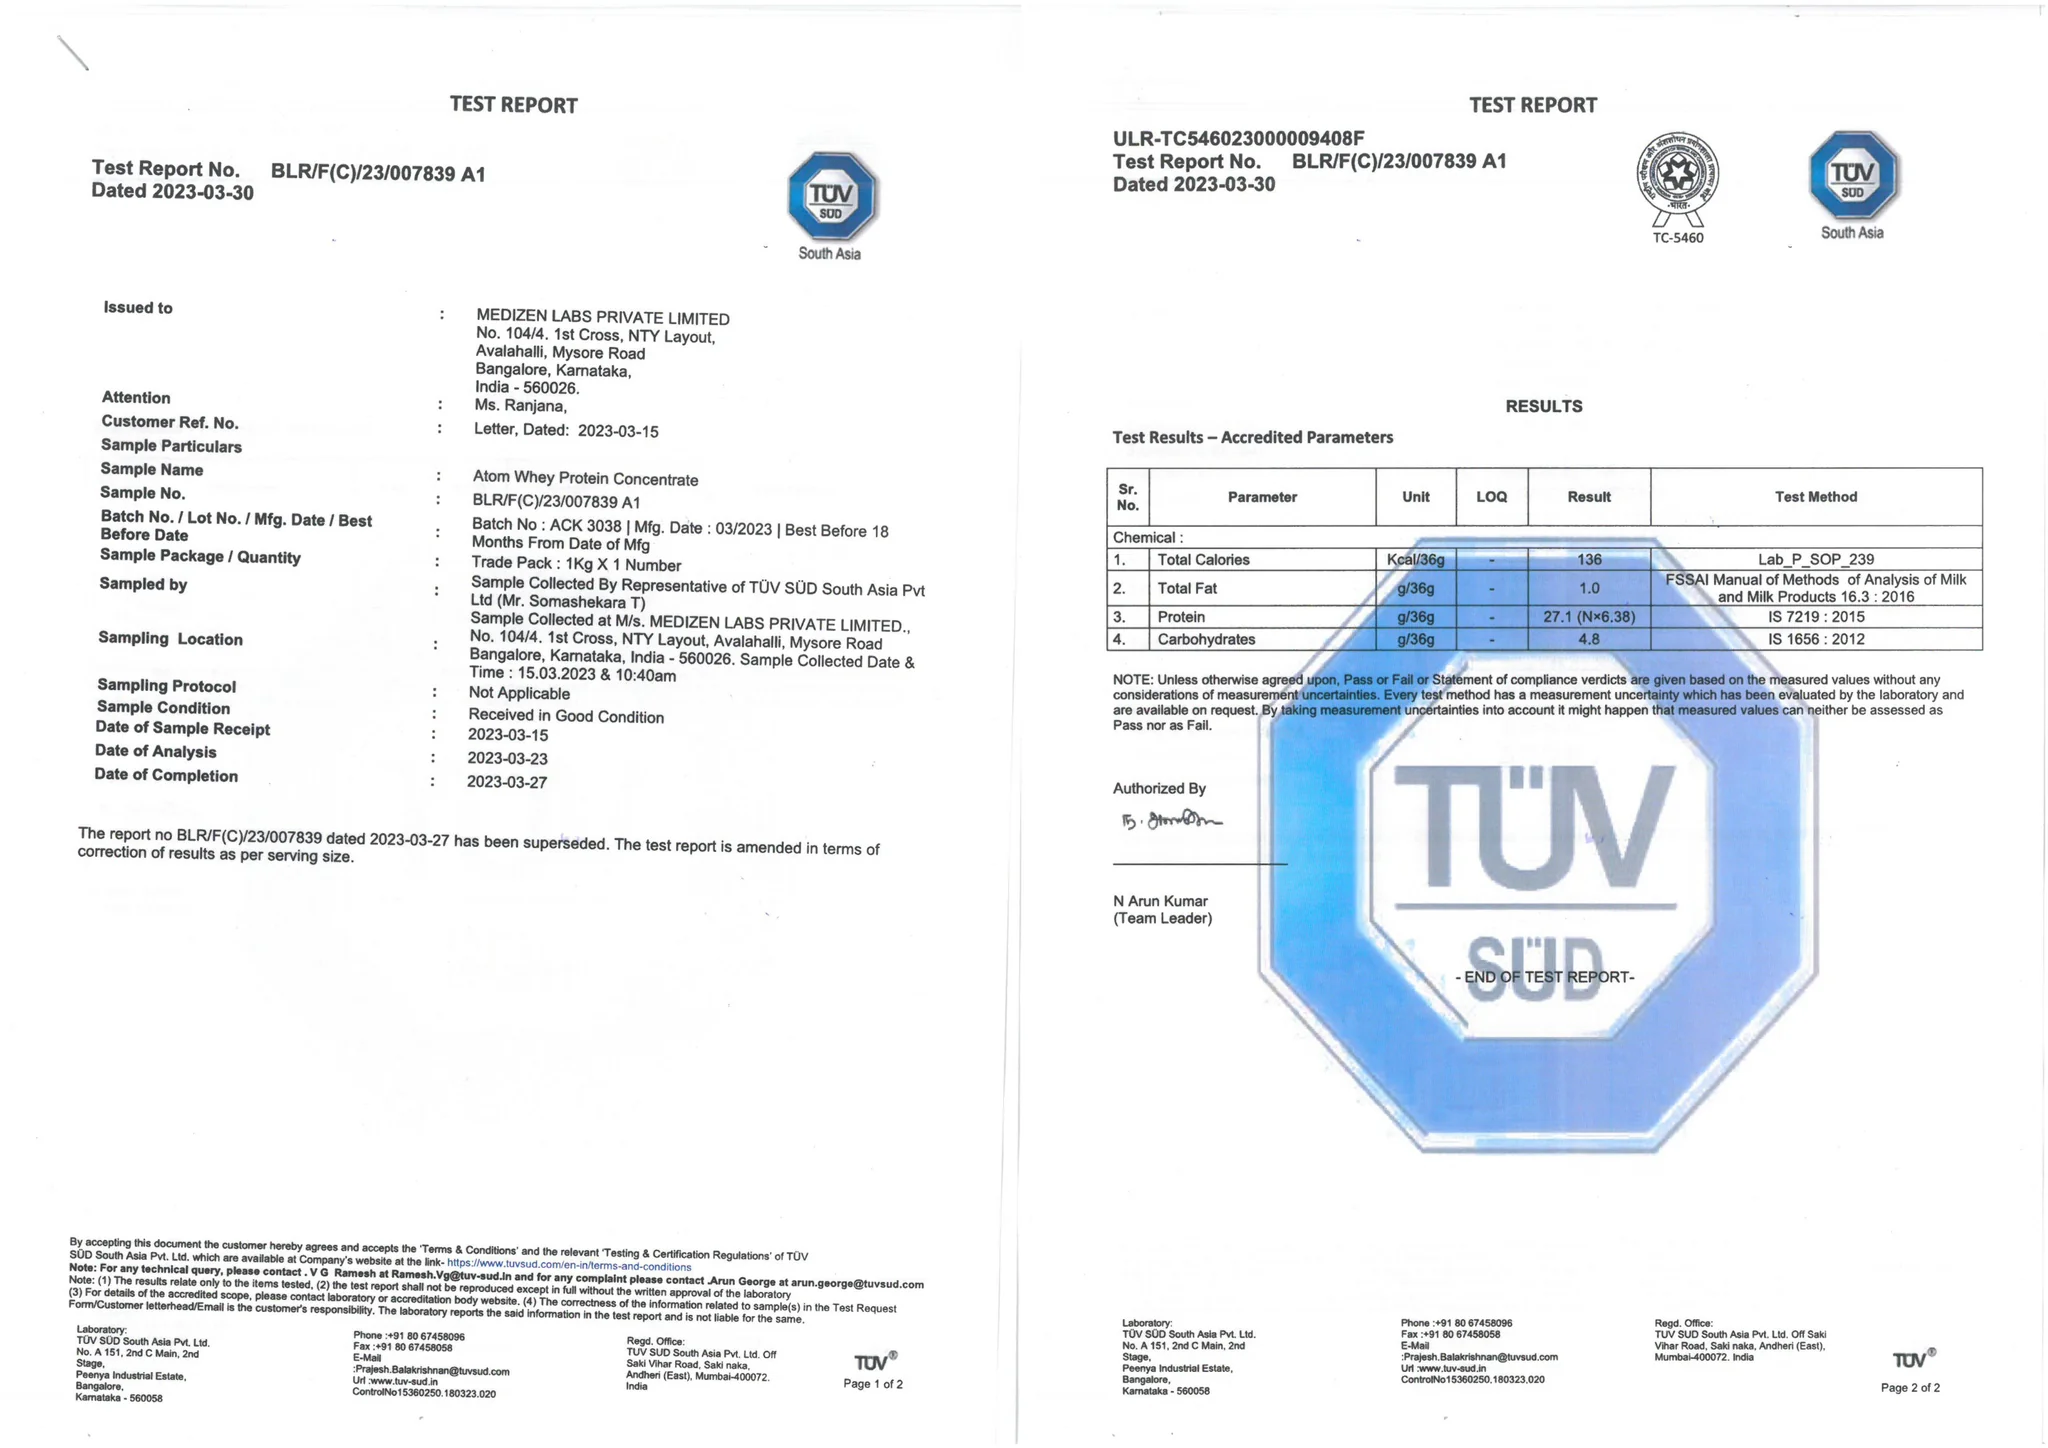 TEST REPORT
Test Report No. BLR/F(C)/23/007839 A1
Dated 2023-03-30
TÜV
SÜD
South Asia
Issued to : MEDIZEN LABS PRIVATE LIMITED
No. 104/4. 1st Cross, NTY Layout,
Avalahalli, Mysore Road
Bangalore, Karnataka,
India - 560026.
Attention : Ms. Ranjana,
Customer Ref. No. : Letter, Dated: 2023-03-15
Sample Particulars
Sample Name : Atom Whey Protein Concentrate
Sample No. : BLR/F(C)/23/007839 A1
Batch No. / Lot No. / Mfg. Date / Best
Before Date : Batch No : ACK 3038 | Mfg. Date : 03/2023 | Best Before 18
Months From Date of Mfg
Sample Package / Quantity : Trade Pack : 1Kg X 1 Number
Sampled by : Sample Collected By Representative of TÜV SÜD South Asia Pvt
Ltd (Mr. Somashekara T)
Sampling Location : Sample Collected at M/s. MEDIZEN LABS PRIVATE LIMITED.,
No. 104/4. 1st Cross, NTY Layout, Avalahalli, Mysore Road
Bangalore, Karnataka, India - 560026. Sample Collected Date &
Time : 15.03.2023 & 10:40am
Sampling Protocol : Not Applicable
Sample Condition : Received in Good Condition
Date of Sample Receipt : 2023-03-15
Date of Analysis : 2023-03-23
Date of Completion : 2023-03-27
The report no BLR/F(C)/23/007839 dated 2023-03-27 has been superseded. The test report is amended in terms of
correction of results as per serving size.
By accepting this document the customer hereby agrees and accepts the 'Terms & Conditions' and the relevant 'Testing & Certification Regulations' of TÜV
SÜD South Asia Pvt. Ltd. which are available at Company's website at the link- https://www.tuvsud.com/en-in/terms-and-conditions
Note: For any technical query, please contact . V G Ramesh at Ramesh.Vg@tuv-sud.in and for any complaint please contact .Arun George at arun.george@tuvsud.com
Note: (1) The results relate only to the items tested, (2) the test report shall not be reproduced except in full without the written approval of the laboratory
(3) For details of the accredited scope, please contact laboratory or accreditation body website. (4) The correctness of the information related to sample(s) in the Test Request
Form/Customer letterhead/Email is the customer's responsibility. The laboratory reports the said information in the test report and is not liable for the same.
Laboratory:
TÜV SÜD South Asia Pvt. Ltd.
No. A 151, 2nd C Main, 2nd
Stage,
Peenya Industrial Estate,
Bangalore,
Karnataka - 560058
Phone :+91 80 67458096
Fax :+91 80 67458058
E-Mail
:Prajesh.Balakrishnan@tuvsud.com
Url :www.tuv-sud.in
ControlNo15360250.180323.020
Regd. Office:
TUV SUD South Asia Pvt. Ltd. Off
Saki Vihar Road, Saki naka,
Andheri (East), Mumbai-400072.
India
TÜV®
Page 1 of 2
TEST REPORT
ULR-TC546023000009408F
Test Report No. BLR/F(C)/23/007839 A1
Dated 2023-03-30
TC-5460
TÜV
SÜD
South Asia
RESULTS
Test Results – Accredited Parameters
Sr. No. Parameter Unit LOQ Result Test Method
Chemical :
1. Total Calories Kcal/36g - 136 Lab_P_SOP_239
2. Total Fat g/36g - 1.0 FSSAI Manual of Methods of Analysis of Milk
and Milk Products 16.3 : 2016
3. Protein g/36g - 27.1 (N×6.38) IS 7219 : 2015
4. Carbohydrates g/36g - 4.8 IS 1656 : 2012
NOTE: Unless otherwise agreed upon, Pass or Fail or Statement of compliance verdicts are given based on the measured values without any
considerations of measurement uncertainties. Every test method has a measurement uncertainty which has been evaluated by the laboratory and
are available on request. By taking measurement uncertainties into account it might happen that measured values can neither be assessed as
Pass nor as Fail.
Authorized By
N Arun Kumar
(Team Leader)
TÜV
SÜD
- END OF TEST REPORT-
Laboratory:
TÜV SÜD South Asia Pvt. Ltd.
No. A 151, 2nd C Main, 2nd
Stage,
Peenya Industrial Estate,
Bangalore,
Karnataka - 560058
Phone :+91 80 67458096
Fax :+91 80 67458058
E-Mail
:Prajesh.Balakrishnan@tuvsud.com
Url :www.tuv-sud.in
ControlNo15360250.180323.020
Regd. Office:
TUV SUD South Asia Pvt. Ltd. Off Saki
Vihar Road, Saki naka, Andheri (East),
Mumbai-400072. India
TÜV®
Page 2 of 2